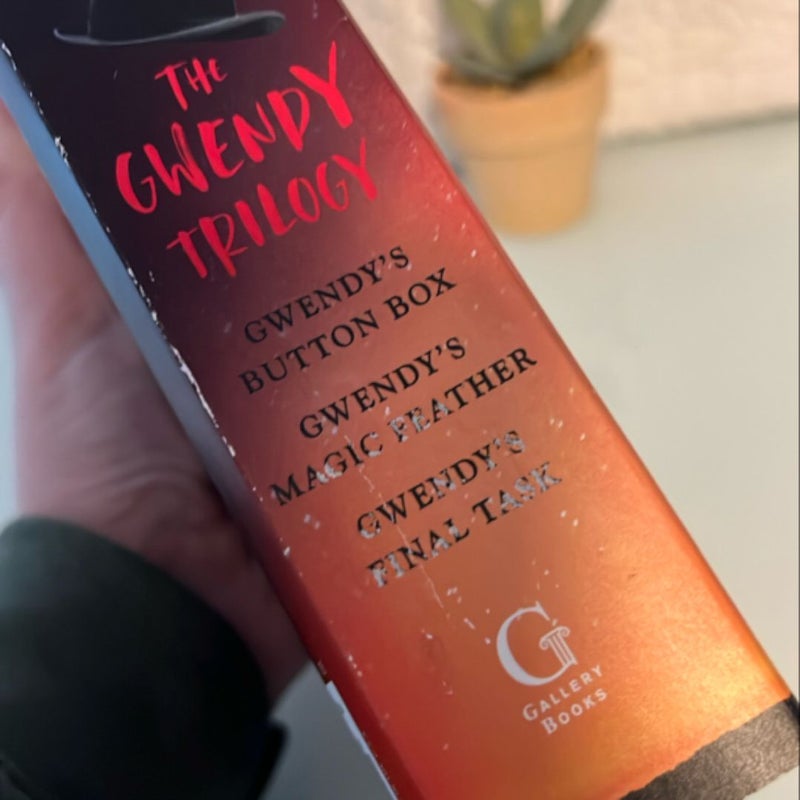 THE
GWENDY
TRILOGY
GWENDY'S
BUTTON BOX
GWENDY'S
MAGIC FEATHER
GWENDY'S
FINAL TASK
G
GALLERY
BOOKS